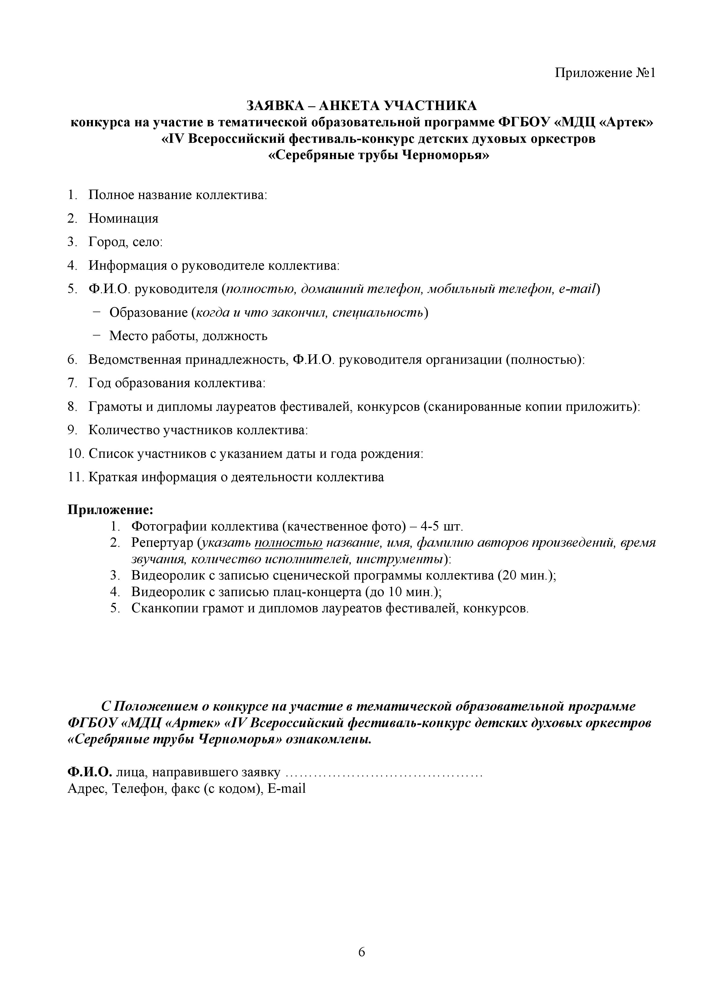 Приложение №1
ЗАЯВКА – АНКЕТА УЧАСТНИКА
конкурса на участие в тематической образовательной программе ФГБОУ «МДЦ «Артек»
«IV Всероссийский фестиваль-конкурс детских духовых оркестров
«Серебряные трубы Черноморья»
1. Полное название коллектива:
2. Номинация
3. Город, село:
4. Информация о руководителе коллектива:
5. Ф.И.О. руководителя (полностью, домашний телефон, мобильный телефон, e-mail)
− Образование (когда и что закончил, специальность)
− Место работы, должность
6. Ведомственная принадлежность, Ф.И.О. руководителя организации (полностью):
7. Год образования коллектива:
8. Грамоты и дипломы лауреатов фестивалей, конкурсов (сканированные копии приложить):
9. Количество участников коллектива:
10. Список участников с указанием даты и года рождения:
11. Краткая информация о деятельности коллектива
Приложение:
1. Фотографии коллектива (качественное фото) – 4-5 шт.
2. Репертуар (указать полностью название, имя, фамилию авторов произведений, время
звучания, количество исполнителей, инструменты):
3. Видеоролик с записью сценической программы коллектива (20 мин.);
4. Видеоролик с записью плац-концерта (до 10 мин.);
5. Сканкопии грамот и дипломов лауреатов фестивалей, конкурсов.
С Положением о конкурсе на участие в тематической образовательной программе
ФГБОУ «МДЦ «Артек» «IV Всероссийский фестиваль-конкурс детских духовых оркестров
«Серебряные трубы Черноморья» ознакомлены.
Ф.И.О. лица, направившего заявку ……………………………………
Адрес, Телефон, факс (с кодом), E-mail
6